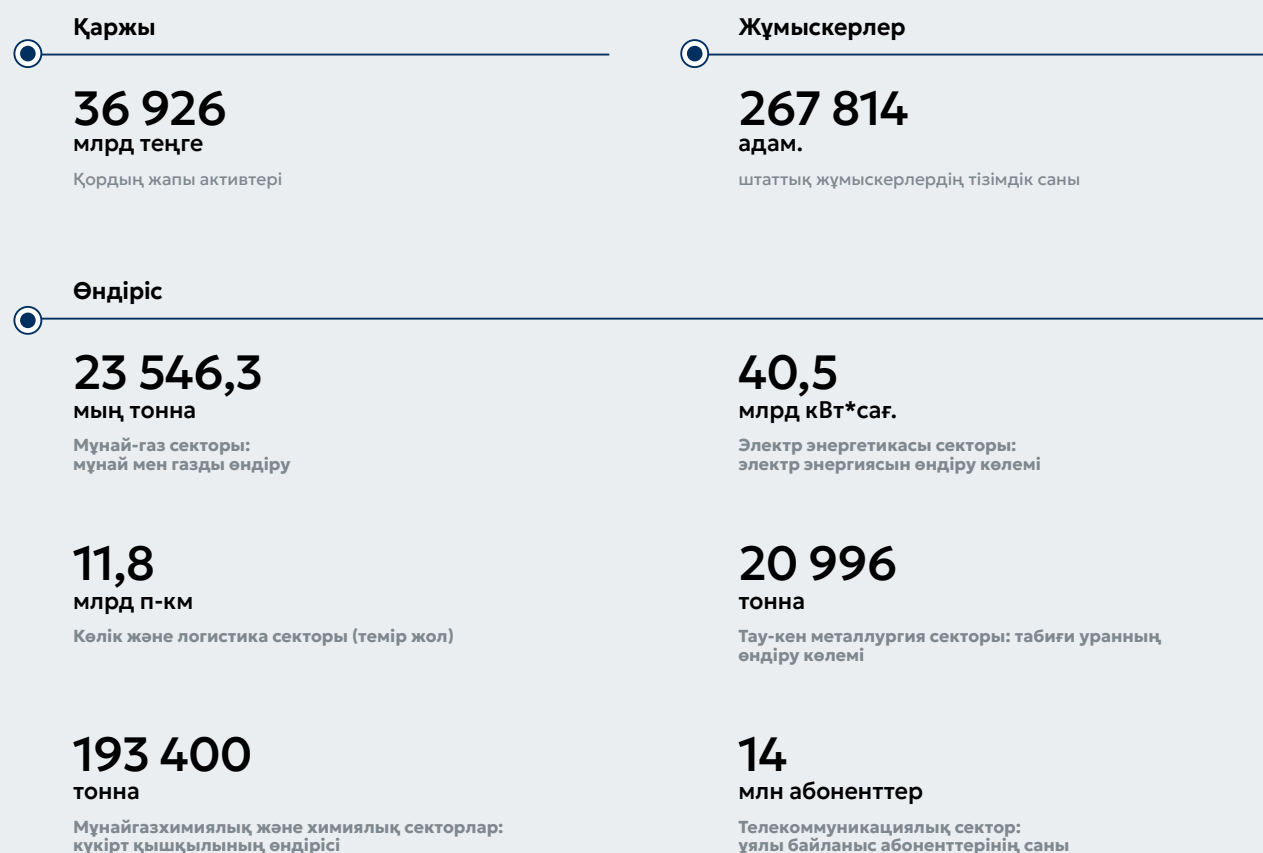 Қаржы
36 926
млрд теңге
Қордың жапы активтері
Жұмыскерлер
267 814
адам.
штаттық жұмыскерлердің тізімдік саны
Өндіріс
23 546,3
мың тонна
Мұнай-газ секторы:
мұнай мен газды өндіру
40,5
млрд кВт*сағ.
Электр энергетикасы секторы:
электр энергиясын өндіру көлемі
11,8
млрд п-км
Көлік және логистика секторы (темір жол)
20 996
тонна
Тау-кен металлургия секторы: табиғи уранның
өндіру көлемі
193 400
тонна
Мұнайгазхимиялық және химиялық секторлар:
күкірт қышқылының өндірісі
14
млн абоненттер
Телекоммуникациялық сектор:
ұялы байланыс абоненттерінің саны